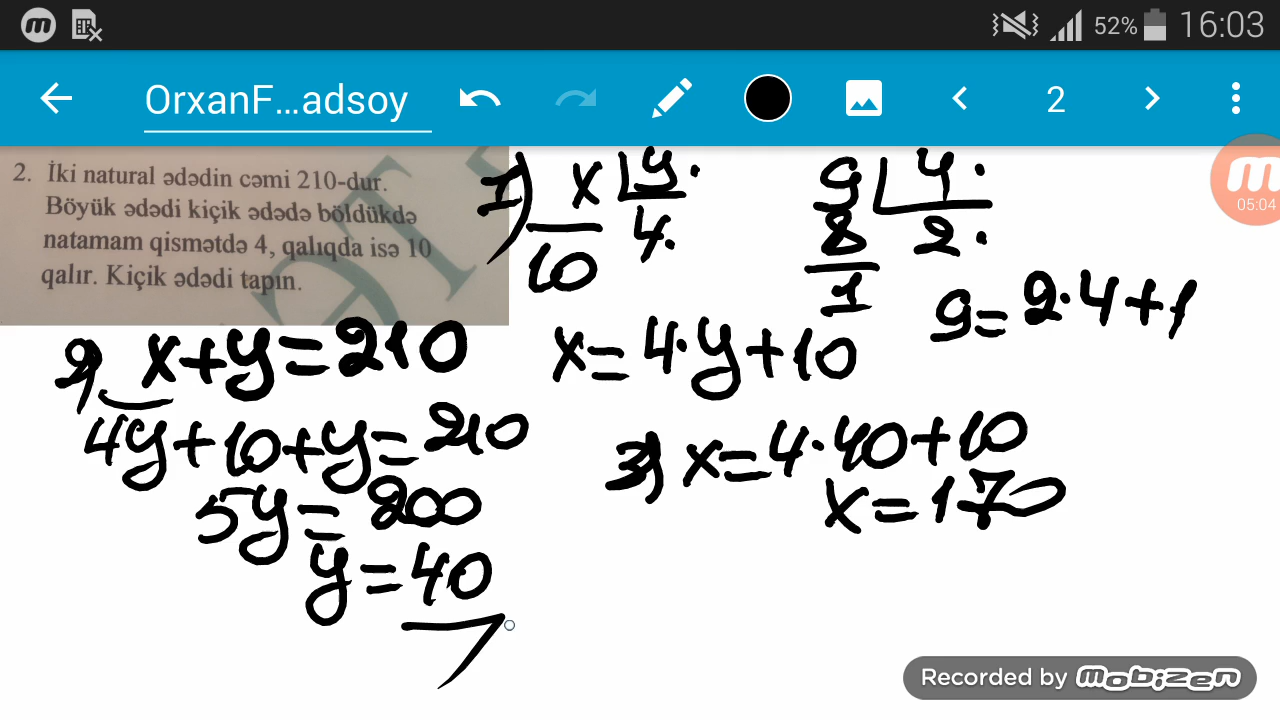 52% 16:03
OrxanF...adsoy 2
05:04
2. İki natural ədədin cəmi 210-dur.
Böyük ədədi kiçik ədədə böldükdə
natamam qismətdə 4, qalıqda isə 10
qalır. Kiçik ədədi tapın.
1) x y
10 4
x=4·y+10
9 4
8 2
1
9=2·4+1
2) x+y=210
4y+10+y=210
5y=200
y=40
3) x=4·40+10
x=170
Recorded by mobizen